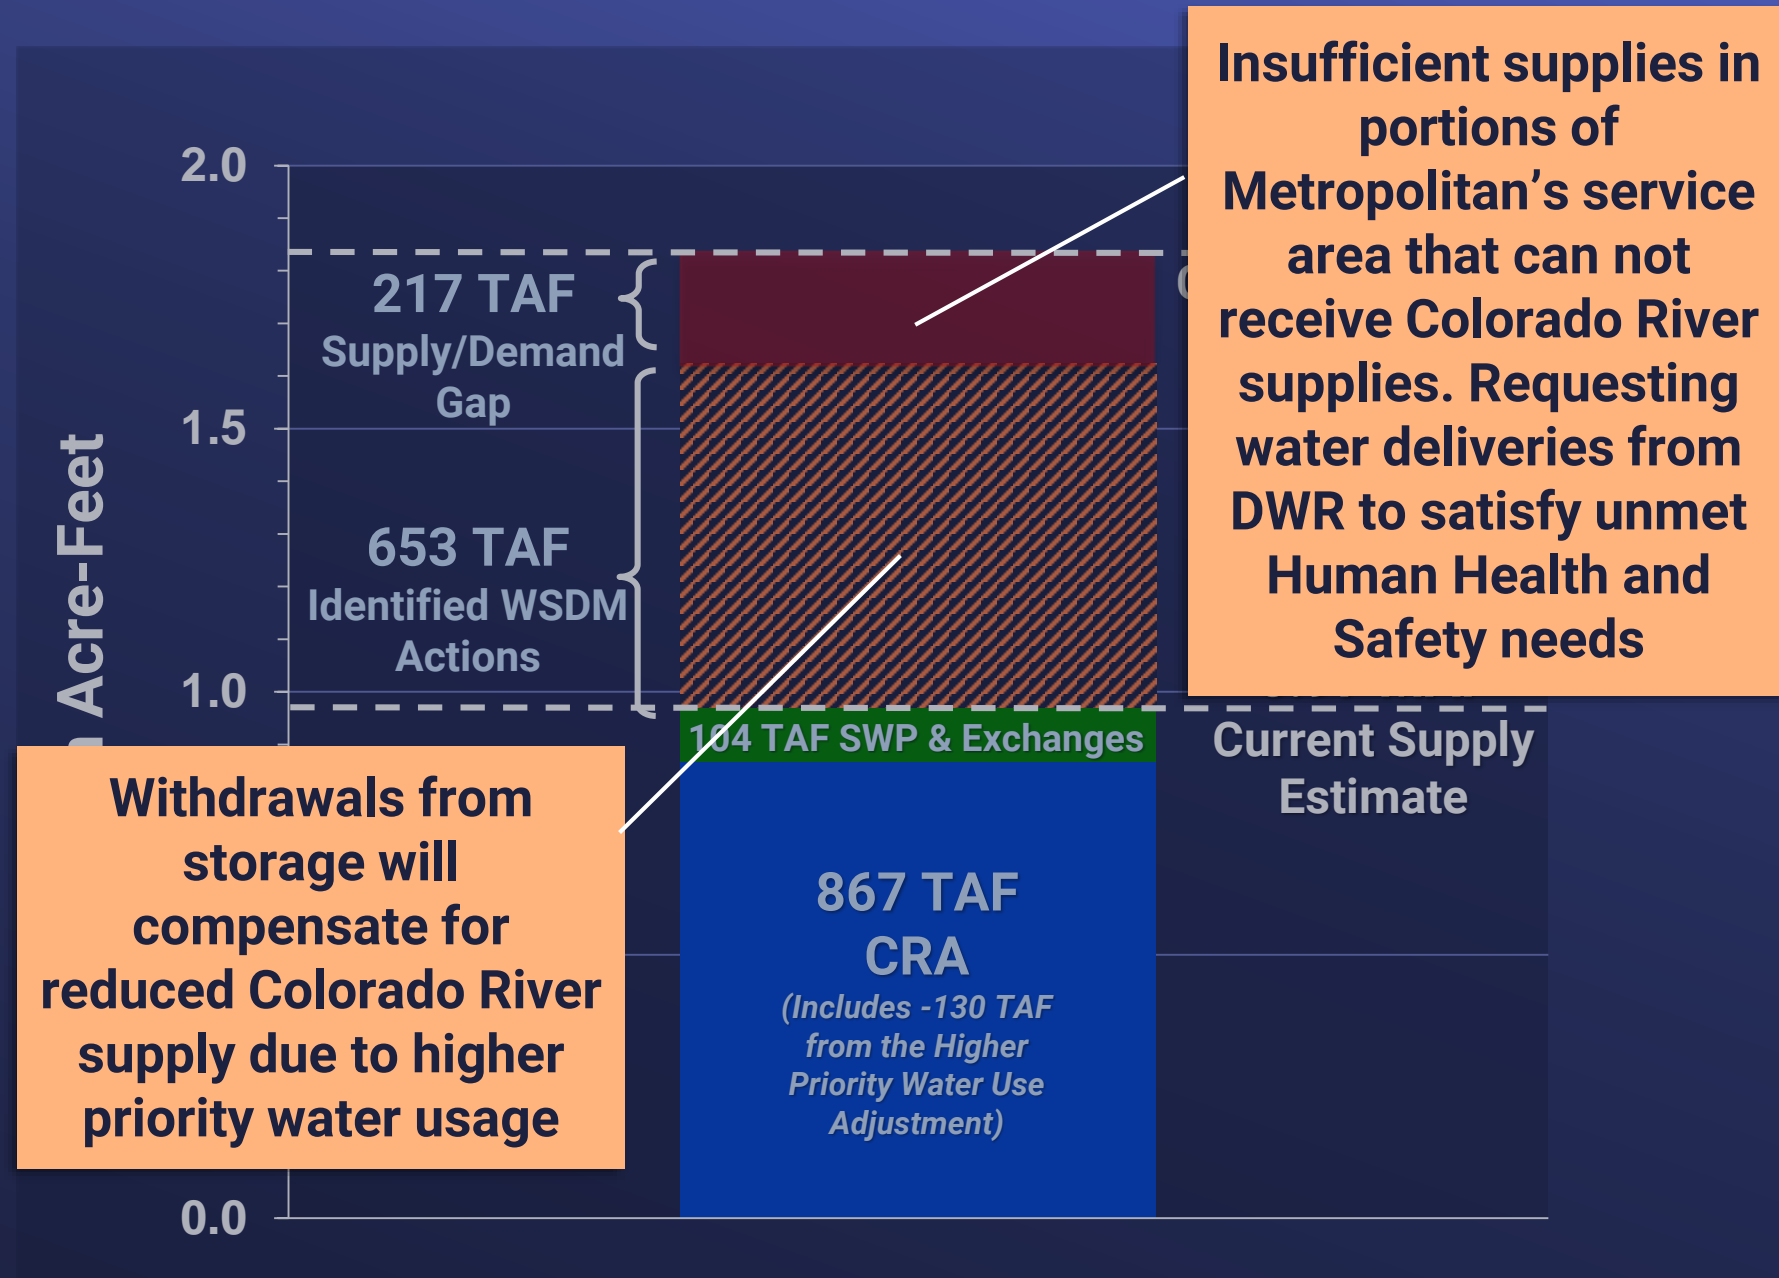 Insufficient supplies in
portions of
Metropolitan’s service
area that can not
receive Colorado River
supplies. Requesting
water deliveries from
DWR to satisfy unmet
Human Health and
Safety needs
2.0
217 TAF
Supply/Demand
Gap
1.5
Acre-Feet
653 TAF
Identified WSDM
Actions
1.0
104 TAF SWP & Exchanges
Current Supply
Estimate
Withdrawals from
storage will
compensate for
reduced Colorado River
supply due to higher
priority water usage
867 TAF
CRA
(Includes -130 TAF
from the Higher
Priority Water Use
Adjustment)
0.0